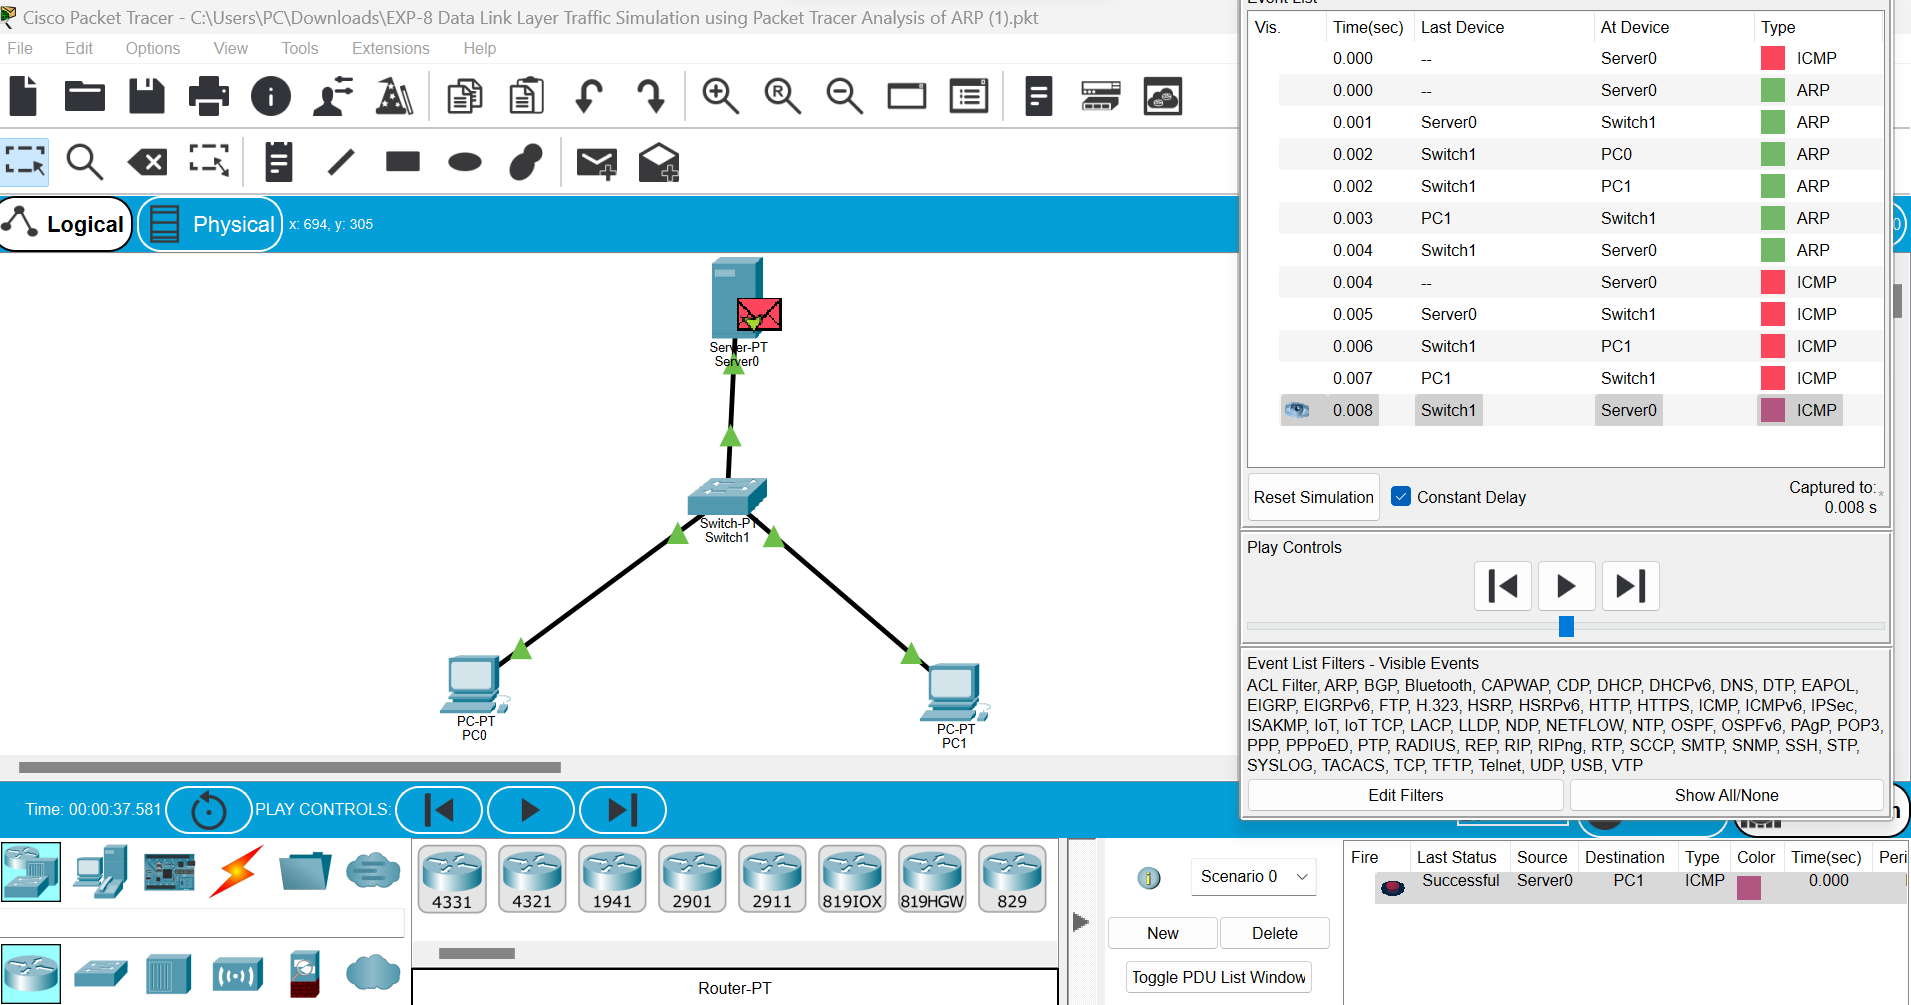 Cisco Packet Tracer - C:\Users\PC\Downloads\EXP-8 Data Link Layer Traffic Simulation using Packet Tracer Analysis of ARP (1).pkt
File Edit Options View Tools Extensions Help
Logical Physical x: 694, y: 305
Server-PT
Server0
Switch-PT
Switch1
PC-PT
PC0
PC-PT
PC1
Event List
Vis. Time(sec) Last Device At Device Type
0.000 -- Server0 ICMP
0.000 -- Server0 ARP
0.001 Server0 Switch1 ARP
0.002 Switch1 PC0 ARP
0.002 Switch1 PC1 ARP
0.003 PC1 Switch1 ARP
0.004 Switch1 Server0 ARP
0.004 -- Server0 ICMP
0.005 Server0 Switch1 ICMP
0.006 Switch1 PC1 ICMP
0.007 PC1 Switch1 ICMP
0.008 Switch1 Server0 ICMP
Reset Simulation Constant Delay Captured to: *
0.008 s
Play Controls
Event List Filters - Visible Events
ACL Filter, ARP, BGP, Bluetooth, CAPWAP, CDP, DHCP, DHCPv6, DNS, DTP, EAPOL,
EIGRP, EIGRPv6, FTP, H.323, HSRP, HSRPv6, HTTP, HTTPS, ICMP, ICMPv6, IPSec,
ISAKMP, IoT, IoT TCP, LACP, LLDP, NDP, NETFLOW, NTP, OSPF, OSPFv6, PAgP, POP3,
PPP, PPPoED, PTP, RADIUS, REP, RIP, RIPng, RTP, SCCP, SMTP, SNMP, SSH, STP,
SYSLOG, TACACS, TCP, TFTP, Telnet, UDP, USB, VTP
Edit Filters Show All/None
Time: 00:00:37.581 PLAY CONTROLS:
4331 4321 1941 2901 2911 819IOX 819HGW 829
Router-PT
Scenario 0
New Delete
Toggle PDU List Window
Fire Last Status Source Destination Type Color Time(sec) Peri
Successful Server0 PC1 ICMP 0.000